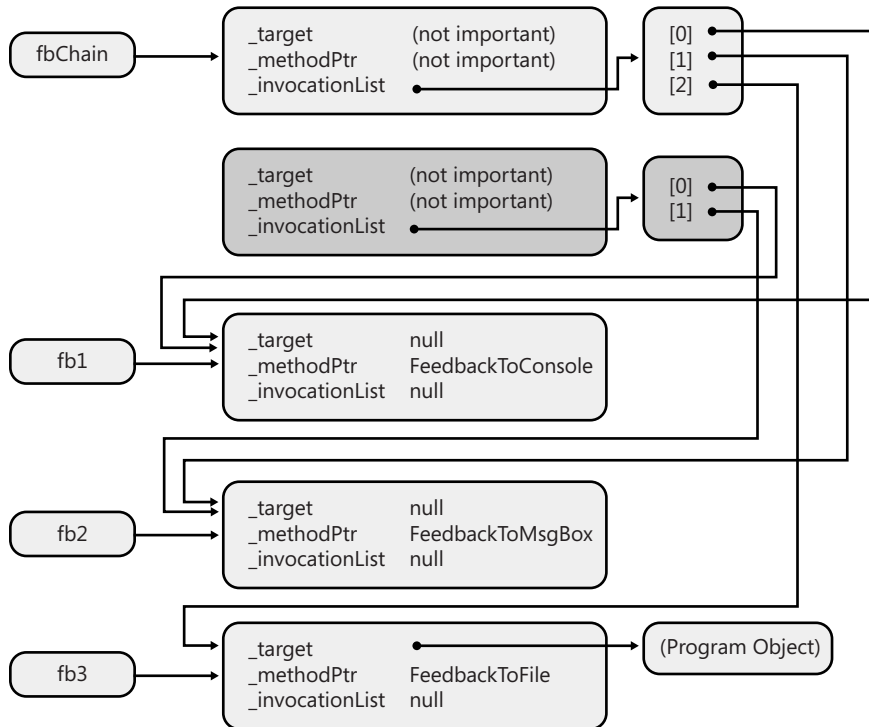 fbChain
_target (not important)
_methodPtr (not important)
_invocationList
[0]
[1]
[2]
_target (not important)
_methodPtr (not important)
_invocationList
[0]
[1]
fb1
_target null
_methodPtr FeedbackToConsole
_invocationList null
fb2
_target null
_methodPtr FeedbackToMsgBox
_invocationList null
fb3
_target
_methodPtr FeedbackToFile
_invocationList null
(Program Object)